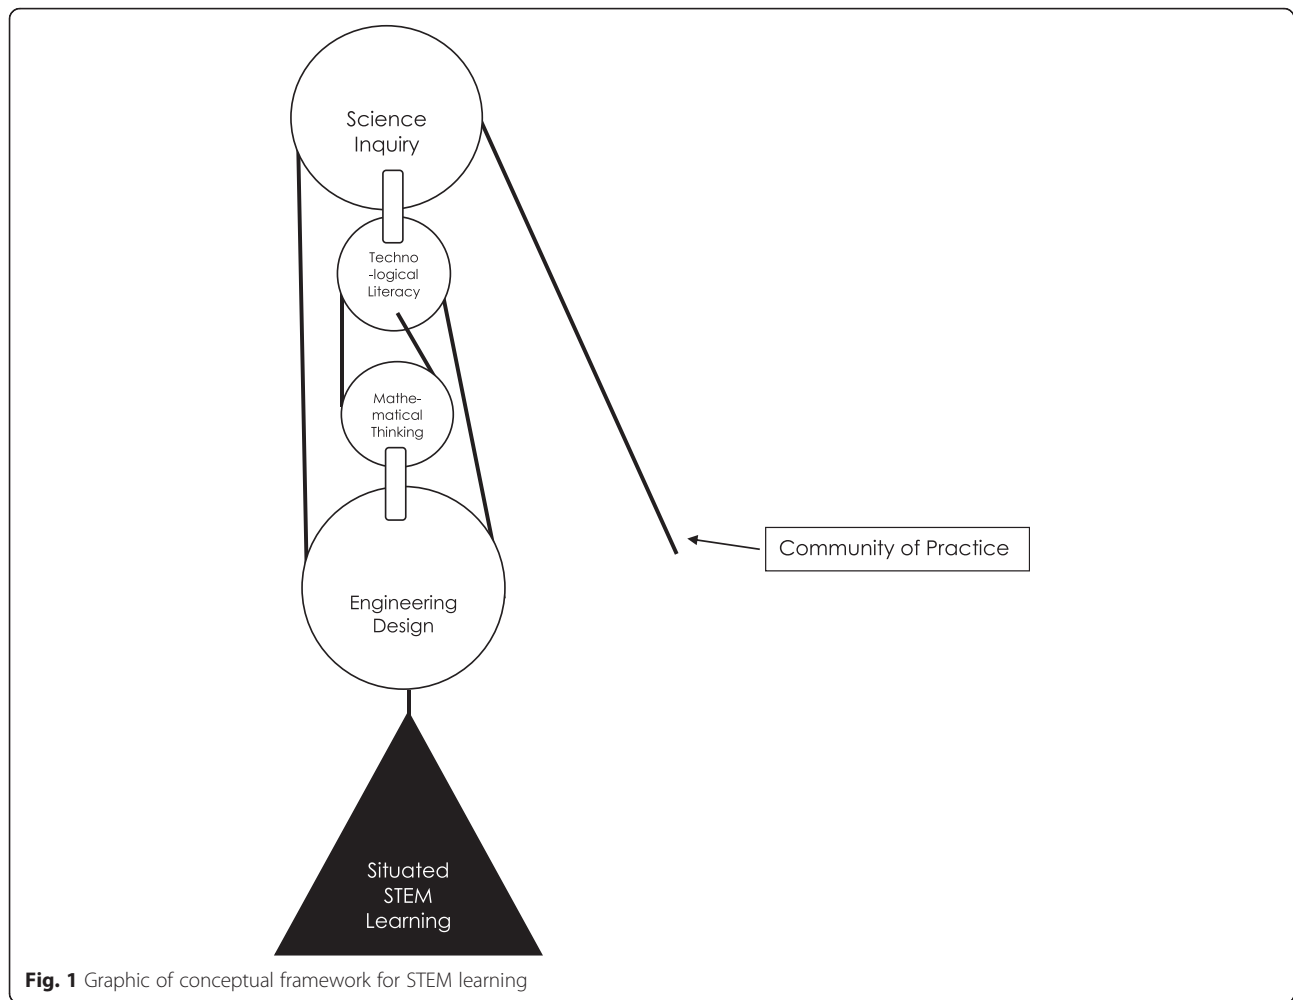 Science
Inquiry
Techno
-logical
Literacy
Mathe-
matical
Thinking
Community of Practice
Engineering
Design
Situated
STEM
Learning
Fig. 1 Graphic of conceptual framework for STEM learning